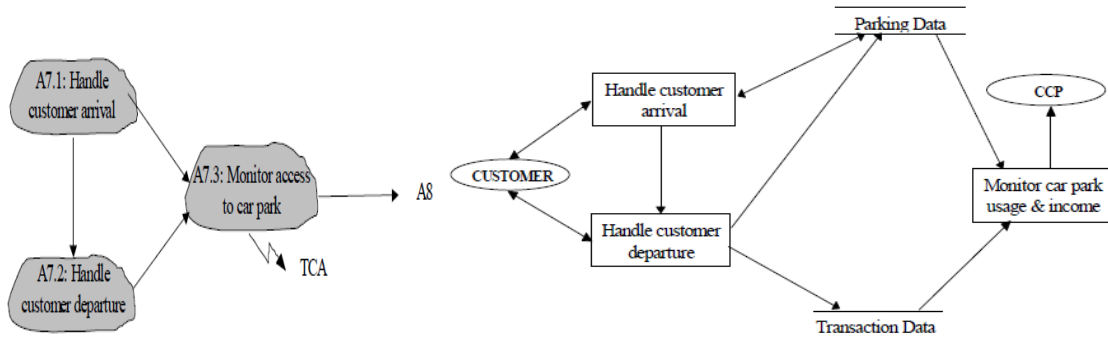 A7.1: Handle
customer arrival
A7.3: Monitor access
to car park
A8
TCA
A7.2: Handle
customer departure
Parking Data
Handle customer
arrival
CCP
CUSTOMER
Monitor car park
usage & income
Handle customer
departure
Transaction Data